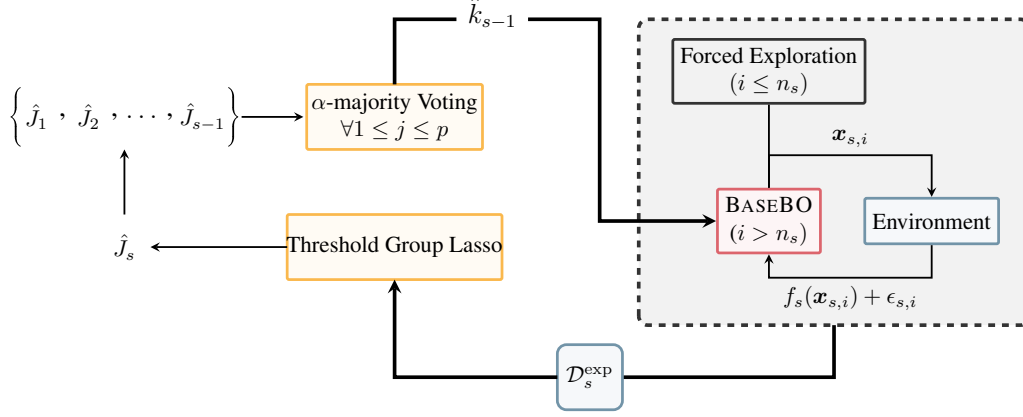 k̂_{s−1}
{ Ĵ_1 , Ĵ_2 , . . . , Ĵ_{s−1} }
α-majority Voting
∀1 ≤ j ≤ p
Forced Exploration
(i ≤ n_s)
x_{s,i}
BASEBO
(i > n_s)
Environment
f_s(x_{s,i}) + ϵ_{s,i}
Ĵ_s
Threshold Group Lasso
𝒟_s^{exp}